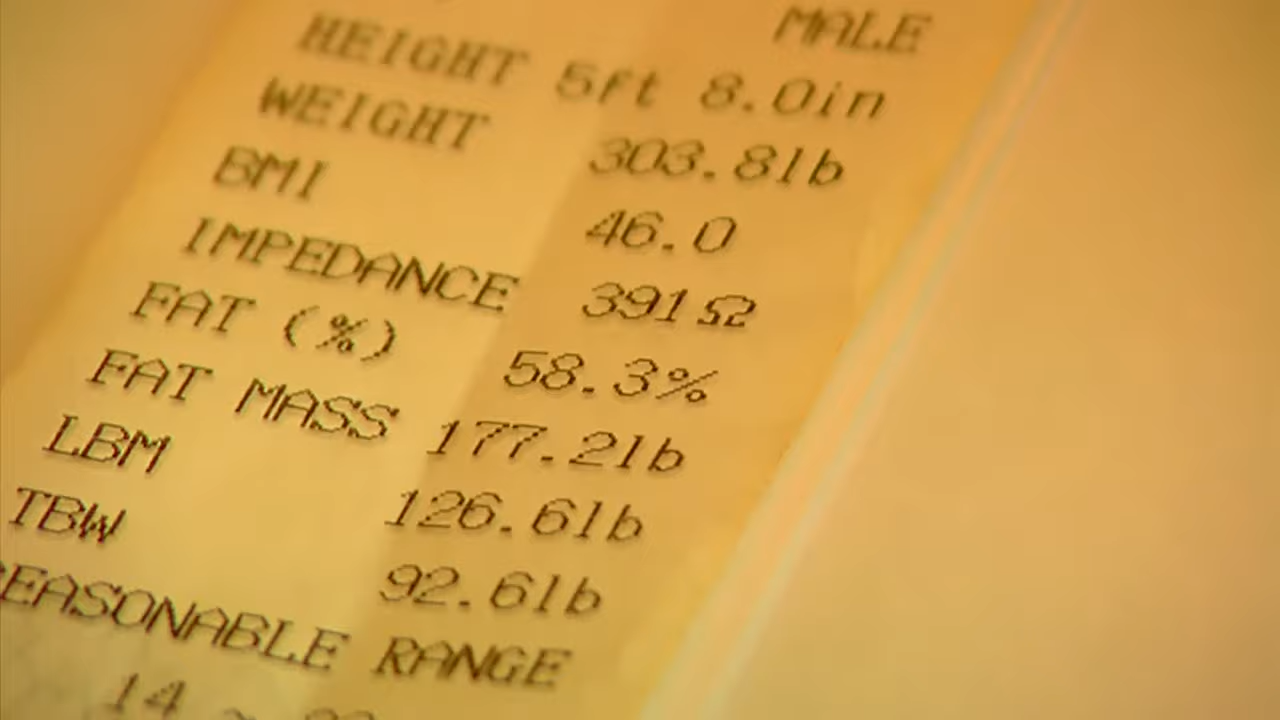 MALE
HEIGHT 5ft 8.0in
WEIGHT 303.8lb
BMI 46.0
IMPEDANCE 391Ω
FAT (%) 58.3%
FAT MASS 177.2lb
LBM 126.6lb
TBW 92.6lb
REASONABLE RANGE
14 ~